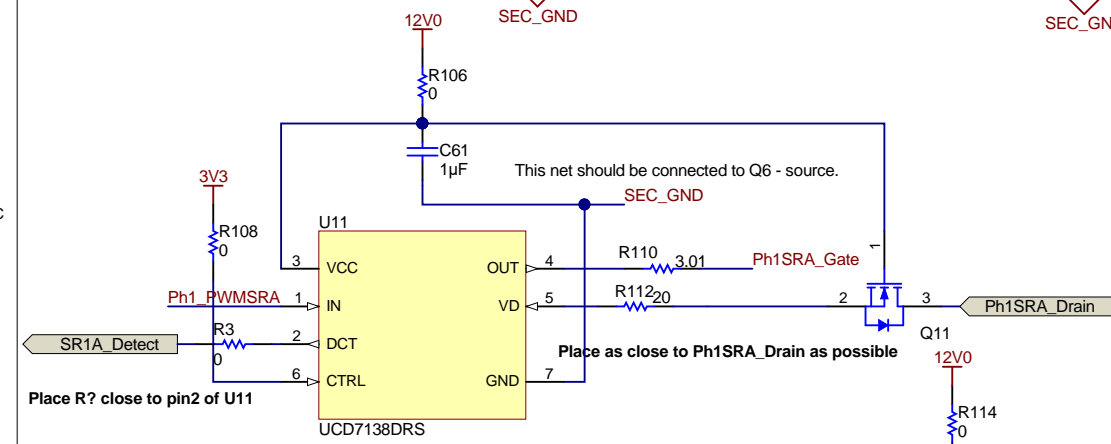 SEC_GND
SEC_GN
12V0
R106
0
C61
1µF
This net should be connected to Q6 - source.
SEC_GND
3V3
R108
0
C
U11
3 VCC
OUT 4
R110
3.01
Ph1SRA_Gate
1
Ph1_PWMSRA
1 IN
VD 5
R112
20
2
3
Ph1SRA_Drain
Q11
SR1A_Detect
R3
0
2 DCT
Place as close to Ph1SRA_Drain as possible
6 CTRL
GND 7
12V0
Place R? close to pin2 of U11
R114
0
UCD7138DRS